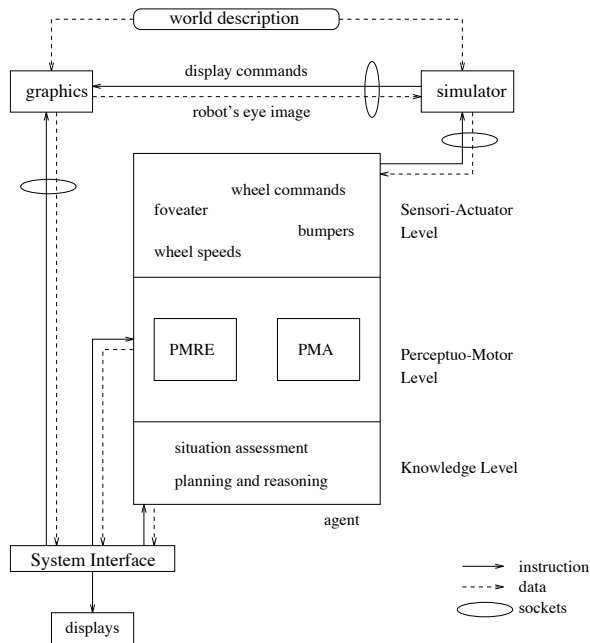 world description
display commands
graphics
simulator
robot's eye image
wheel commands
foveater
bumpers
wheel speeds
Sensori-Actuator
Level
PMRE
PMA
Perceptuo-Motor
Level
situation assessment
planning and reasoning
Knowledge Level
agent
System Interface
instruction
data
sockets
displays